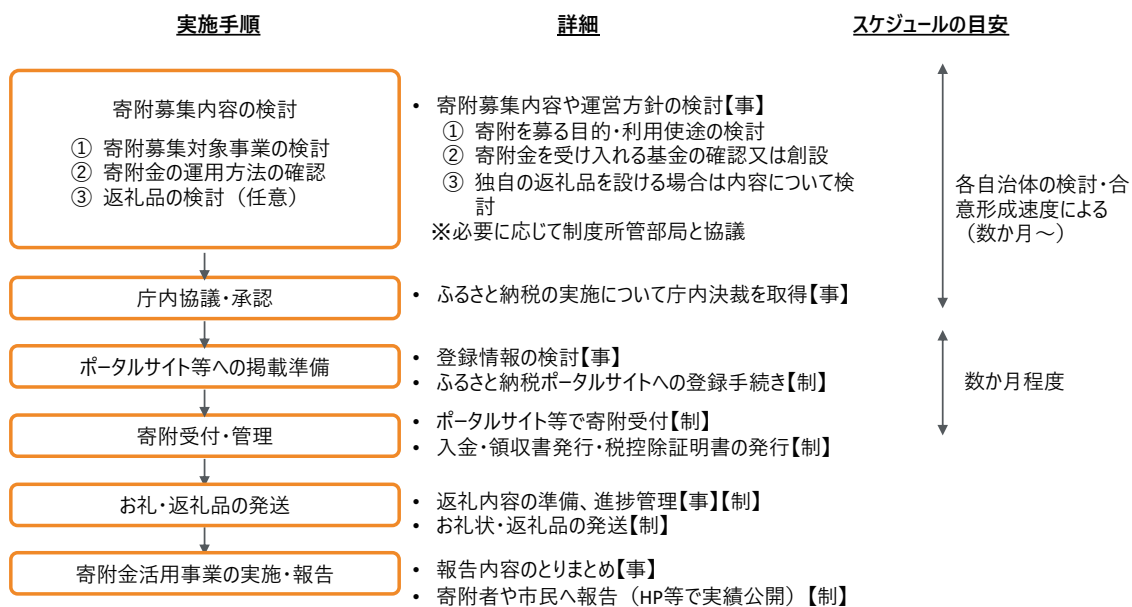 実施手順
詳細
スケジュールの目安
寄附募集内容の検討
① 寄附募集対象事業の検討
② 寄附金の運用方法の確認
③ 返礼品の検討（任意）
• 寄附募集内容や運営方針の検討【事】
① 寄附を募る目的・利用使途の検討
② 寄附金を受け入れる基金の確認又は創設
③ 独自の返礼品を設ける場合は内容について検
討
※必要に応じて制度所管部局と協議
各自治体の検討・合
意形成速度による
（数か月～）
庁内協議・承認
• ふるさと納税の実施について庁内決裁を取得【事】
ポータルサイト等への掲載準備
• 登録情報の検討【事】
• ふるさと納税ポータルサイトへの登録手続き【制】
数か月程度
寄附受付・管理
• ポータルサイト等で寄附受付【制】
• 入金・領収書発行・税控除証明書の発行【制】
お礼・返礼品の発送
• 返礼内容の準備、進捗管理【事】【制】
• お礼状・返礼品の発送【制】
寄附金活用事業の実施・報告
• 報告内容のとりまとめ【事】
• 寄附者や市民へ報告（HP等で実績公開）【制】